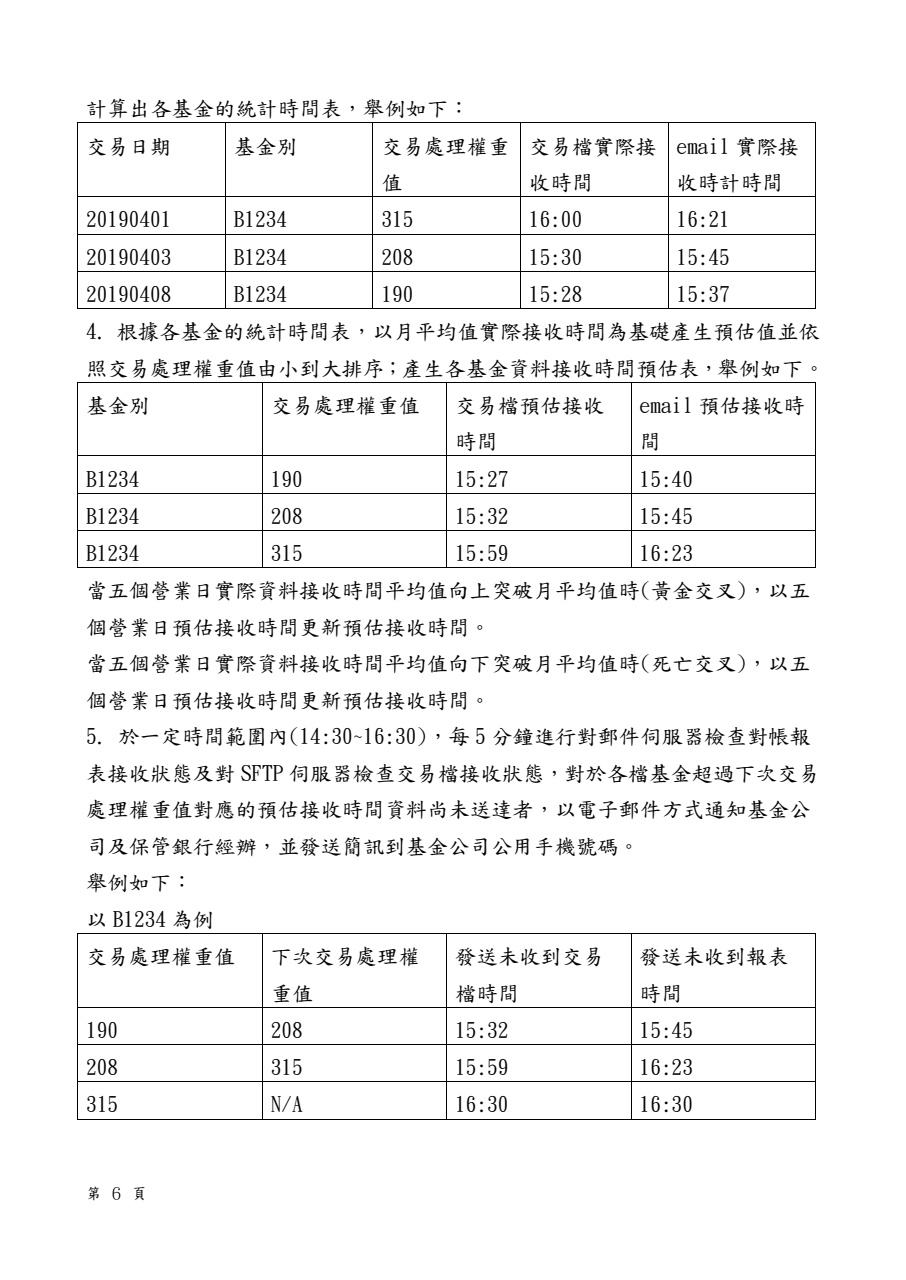 計算出各基金的統計時間表，舉例如下：
交易日期 基金別 交易處理權重值 交易檔實際接收時間 email 實際接收時計時間
20190401 B1234 315 16:00 16:21
20190403 B1234 208 15:30 15:45
20190408 B1234 190 15:28 15:37
4. 根據各基金的統計時間表，以月平均值實際接收時間為基礎產生預估值並依
照交易處理權重值由小到大排序；產生各基金資料接收時間預估表，舉例如下。
基金別 交易處理權重值 交易檔預估接收時間 email 預估接收時間
B1234 190 15:27 15:40
B1234 208 15:32 15:45
B1234 315 15:59 16:23
當五個營業日實際資料接收時間平均值向上突破月平均值時(黃金交叉)，以五
個營業日預估接收時間更新預估接收時間。
當五個營業日實際資料接收時間平均值向下突破月平均值時(死亡交叉)，以五
個營業日預估接收時間更新預估接收時間。
5. 於一定時間範圍內(14:30~16:30)，每 5 分鐘進行對郵件伺服器檢查對帳報
表接收狀態及對 SFTP 伺服器檢查交易檔接收狀態，對於各檔基金超過下次交易
處理權重值對應的預估接收時間資料尚未送達者，以電子郵件方式通知基金公
司及保管銀行經辦，並發送簡訊到基金公司公用手機號碼。
舉例如下：
以 B1234 為例
交易處理權重值 下次交易處理權重值 發送未收到交易檔時間 發送未收到報表時間
190 208 15:32 15:45
208 315 15:59 16:23
315 N/A 16:30 16:30
第 6 頁